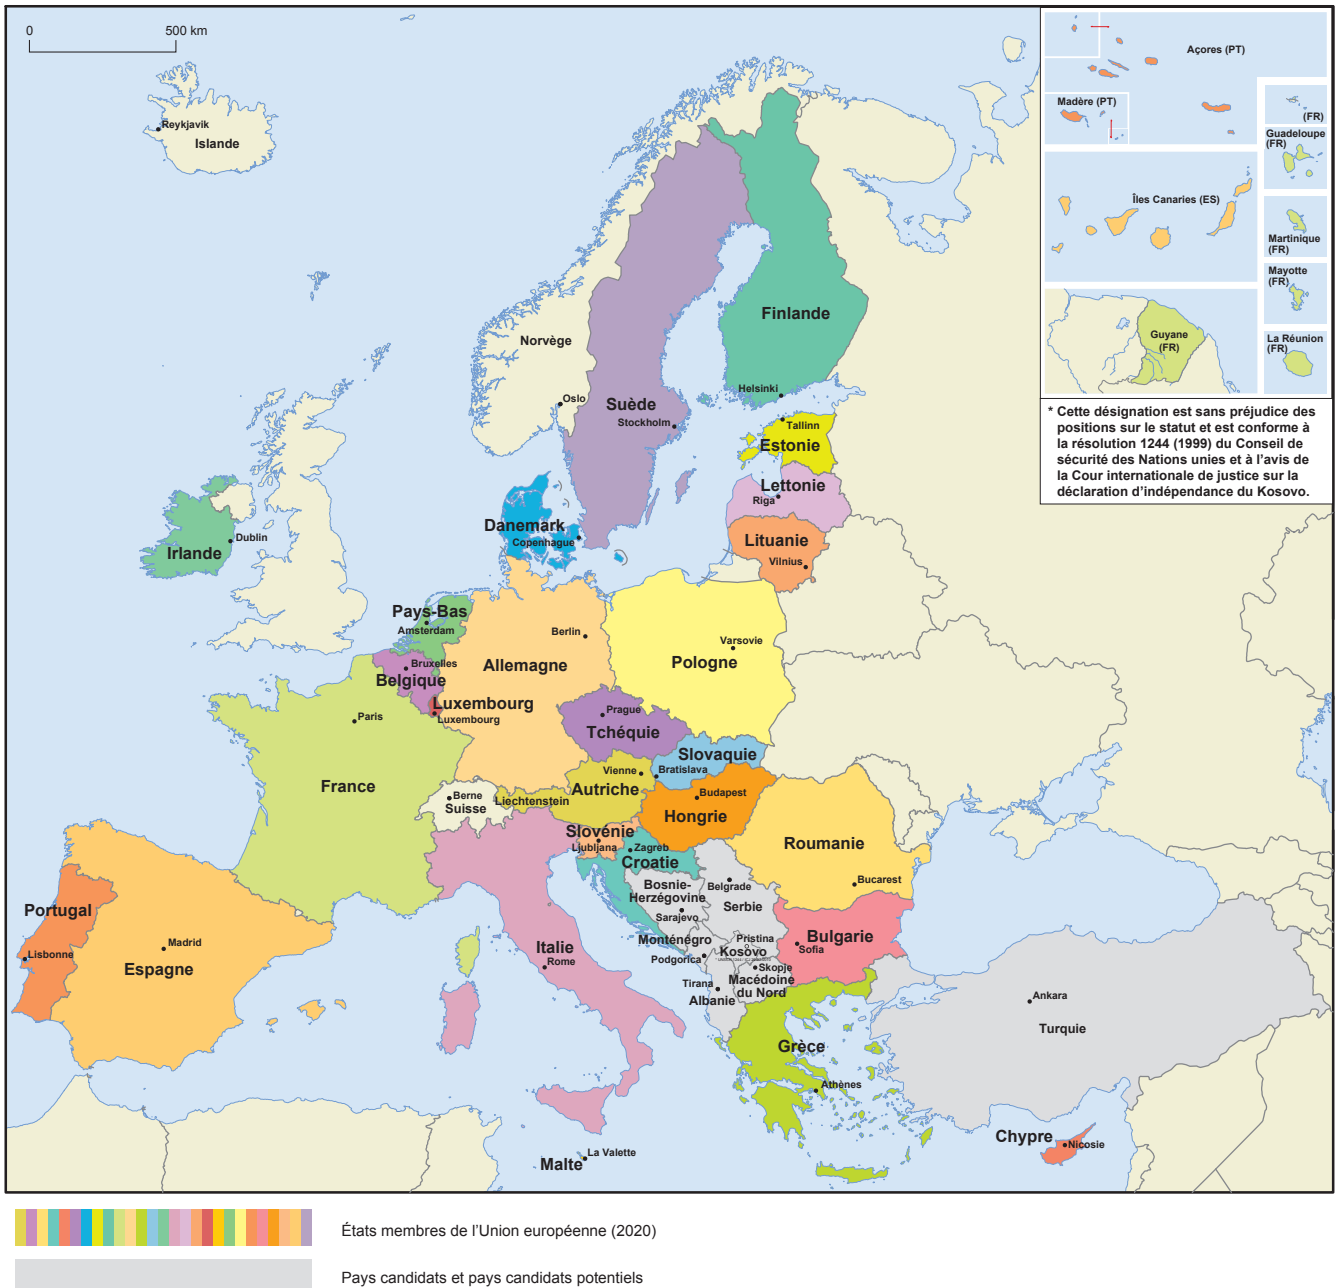 0
500 km
Reykjavik
Islande
Açores (PT)
Madère (PT)
(FR)
Guadeloupe
(FR)
Îles Canaries (ES)
Martinique
(FR)
Mayotte
(FR)
Guyane
(FR)
La Réunion
(FR)
* Cette désignation est sans préjudice des
positions sur le statut et est conforme à
la résolution 1244 (1999) du Conseil de
sécurité des Nations unies et à l'avis de
la Cour internationale de justice sur la
déclaration d'indépendance du Kosovo.
Finlande
Helsinki
Norvège
Oslo
Suède
Stockholm
Tallinn
Estonie
Lettonie
Riga
Danemark
Copenhague
Lituanie
Vilnius
Dublin
Irlande
Pays-Bas
Amsterdam
Berlin
Allemagne
Varsovie
Pologne
Bruxelles
Belgique
Luxembourg
Luxembourg
Paris
France
Prague
Tchéquie
Slovaquie
Bratislava
Vienne
Autriche
Liechtenstein
Berne
Suisse
Budapest
Hongrie
Slovénie
Ljubljana
Zagreb
Croatie
Roumanie
Bucarest
Bosnie-
Herzégovine
Sarajevo
Belgrade
Serbie
Portugal
Lisbonne
Madrid
Espagne
Italie
Rome
Monténégro
Podgorica
Pristina
Kosovo
Bulgarie
Sofia
Skopje
Macédoine
du Nord
Tirana
Albanie
Ankara
Turquie
Grèce
Athènes
Chypre
Nicosie
La Valette
Malte
États membres de l'Union européenne (2020)
Pays candidats et pays candidats potentiels